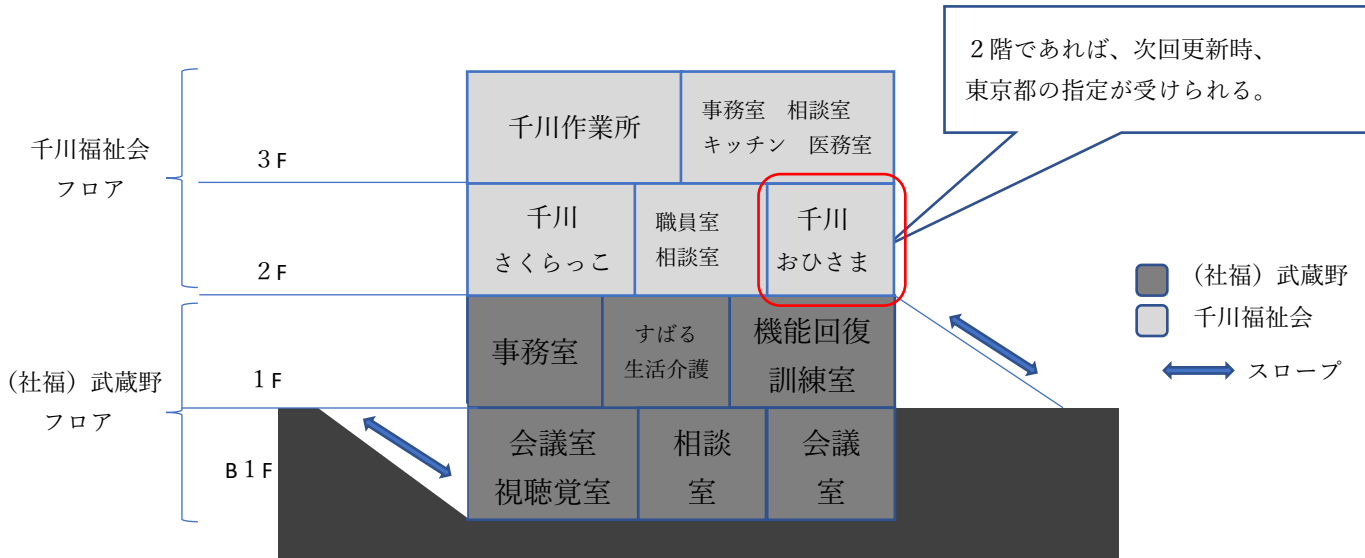 ２階であれば、次回更新時、
東京都の指定が受けられる。
千川福祉会
フロア
３F
千川作業所
事務室　相談室
キッチン　医務室
２F
千川
さくらっこ
職員室
相談室
千川
おひさま
（社福）武蔵野
千川福祉会
スロープ
（社福）武蔵野
フロア
１F
事務室
すばる
生活介護
機能回復
訓練室
B１F
会議室
視聴覚室
相談
室
会議
室